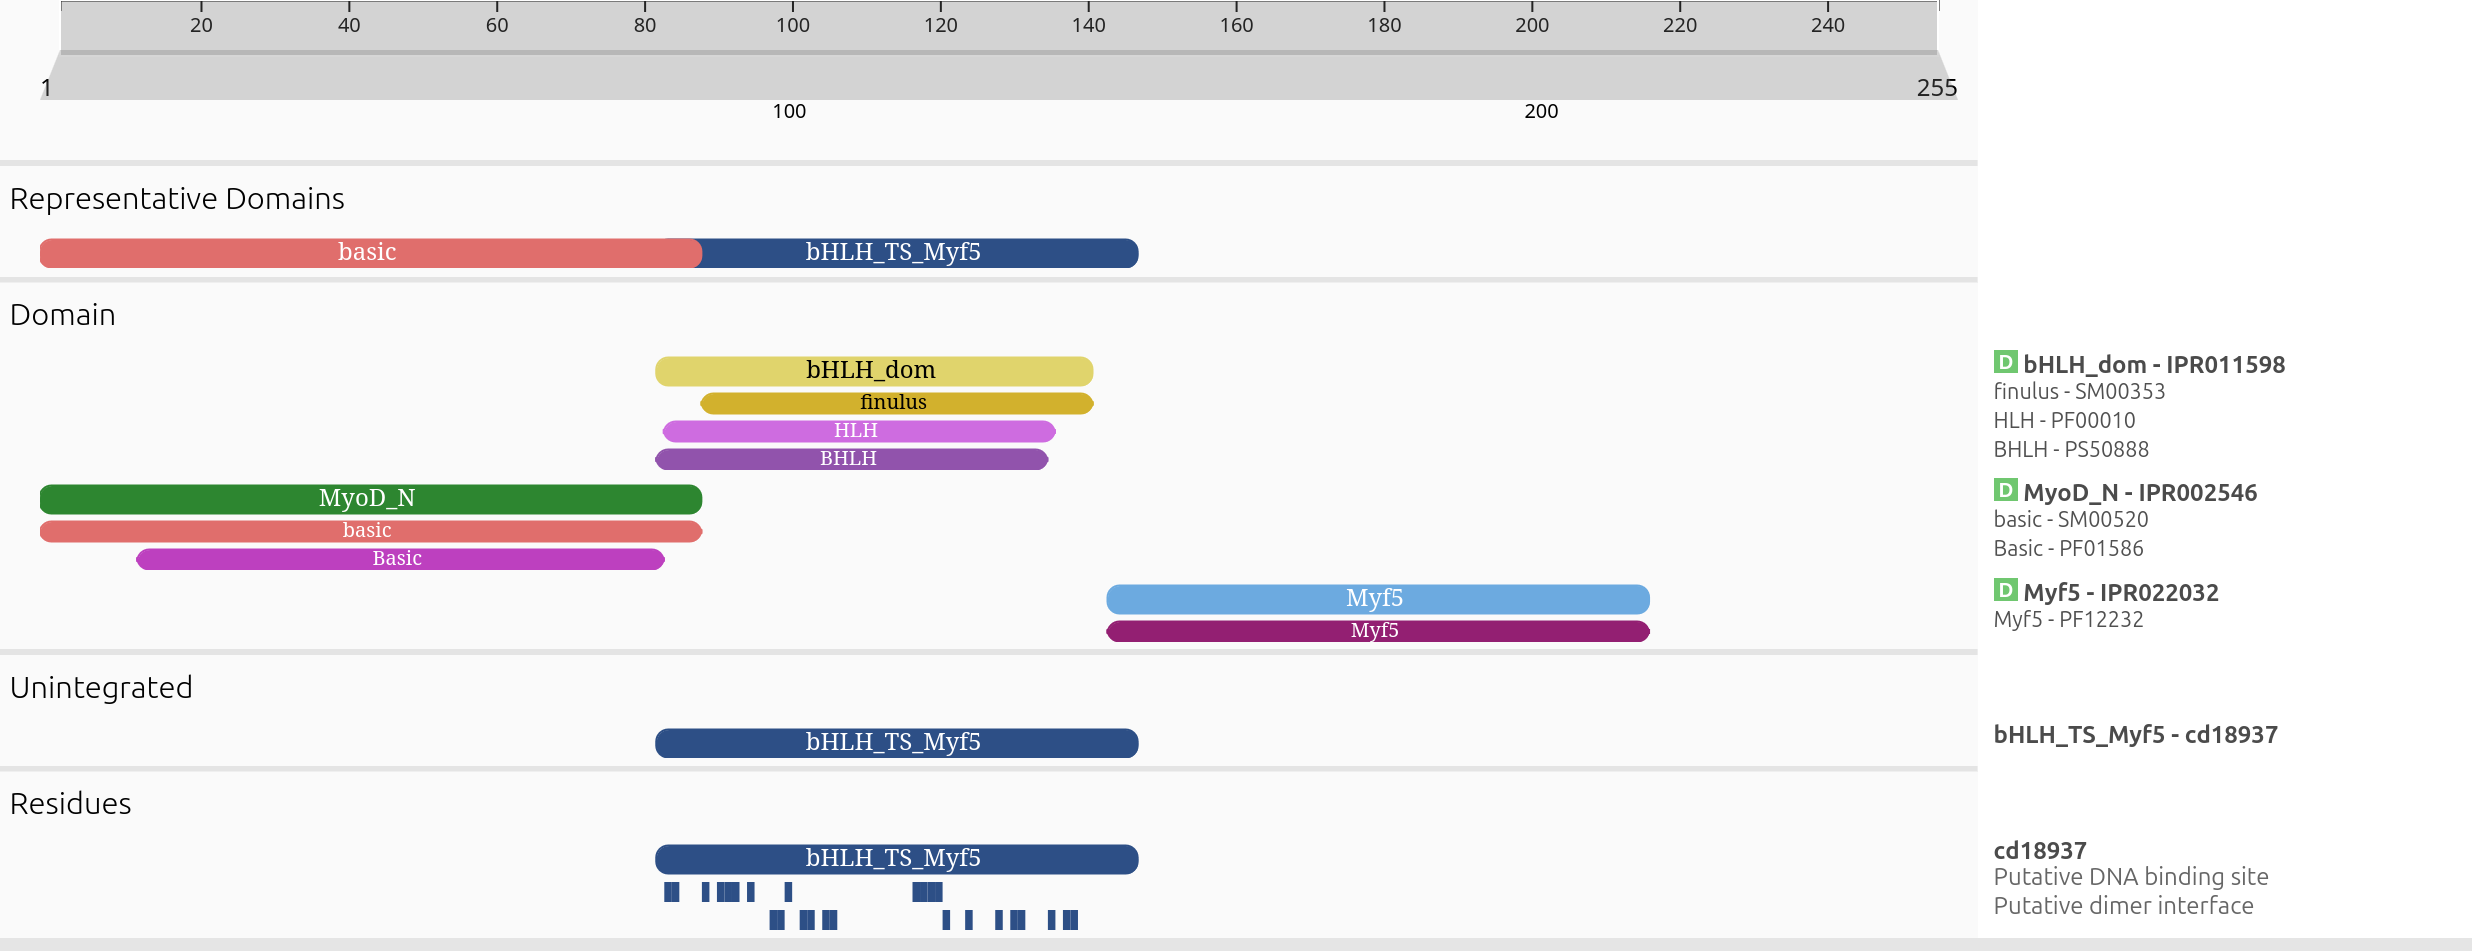 20 40 60 80 100 120 140 160 180 200 220 240
1 255
100 200
Representative Domains
basic bHLH_TS_Myf5
Domain
bHLH_dom
finulus
HLH
BHLH
MyoD_N
basic
Basic
Myf5
Myf5
D bHLH_dom - IPR011598
finulus - SM00353
HLH - PF00010
BHLH - PS50888
D MyoD_N - IPR002546
basic - SM00520
Basic - PF01586
D Myf5 - IPR022032
Myf5 - PF12232
Unintegrated
bHLH_TS_Myf5
bHLH_TS_Myf5 - cd18937
Residues
bHLH_TS_Myf5
cd18937
Putative DNA binding site
Putative dimer interface